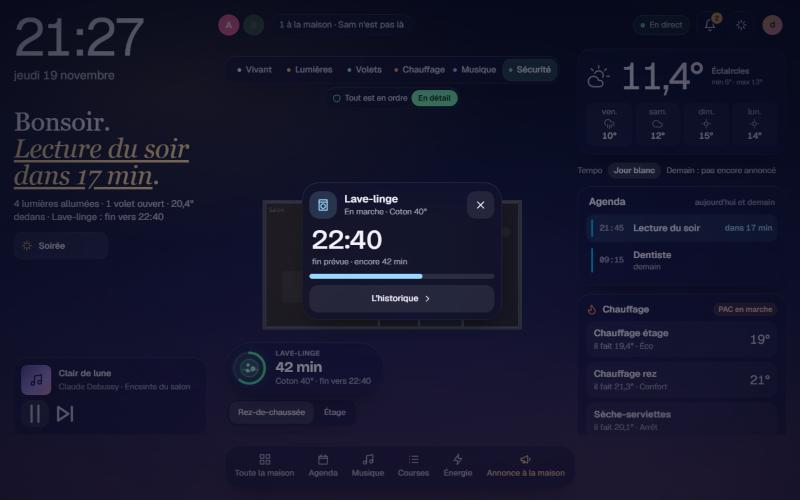 21:27
jeudi 19 novembre
A
1 à la maison · Sam n'est pas là
En direct
2
d
Vivant
Lumières
Volets
Chauffage
Musique
Sécurité
Tout est en ordre
En détail
11,4°
Éclaircies
min 5° · max 13°
ven.
sam.
dim.
lun.
10°
12°
15°
14°
Tempo
Jour blanc
Demain : pas encore annoncé
Bonsoir.
Lecture du soir
dans 17 min.
4 lumières allumées · 1 volet ouvert · 20,4°
dedans · Lave-linge : fin vers 22:40
Soirée
Salon
Lave-linge
En marche · Coton 40°
22:40
fin prévue · encore 42 min
L'historique
Agenda
aujourd'hui et demain
21:45
Lecture du soir
dans 17 min
09:15
Dentiste
demain
Chauffage
PAC en marche
Chauffage étage
il fait 19,4° · Éco
19°
Chauffage rez
il fait 21,3° · Confort
21°
Sèche-serviettes
il fait 20,1° · Arrêt
Clair de lune
Claude Debussy · Enceinte du salon
LAVE-LINGE
42 min
Coton 40° · fin vers 22:40
Rez-de-chaussée
Étage
Toute la maison
Agenda
Musique
Courses
Énergie
Annonce à la maison